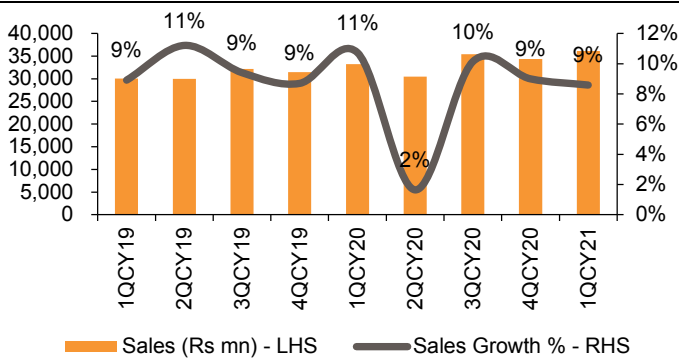 40,000
35,000
30,000
25,000
20,000
15,000
10,000
5,000
0
9%
11%
9%
9%
11%
2%
10%
9%
9%
12%
10%
8%
6%
4%
2%
0%
1QCY19
2QCY19
3QCY19
4QCY19
1QCY20
2QCY20
3QCY20
4QCY20
1QCY21
Sales (Rs mn) - LHS
Sales Growth % - RHS